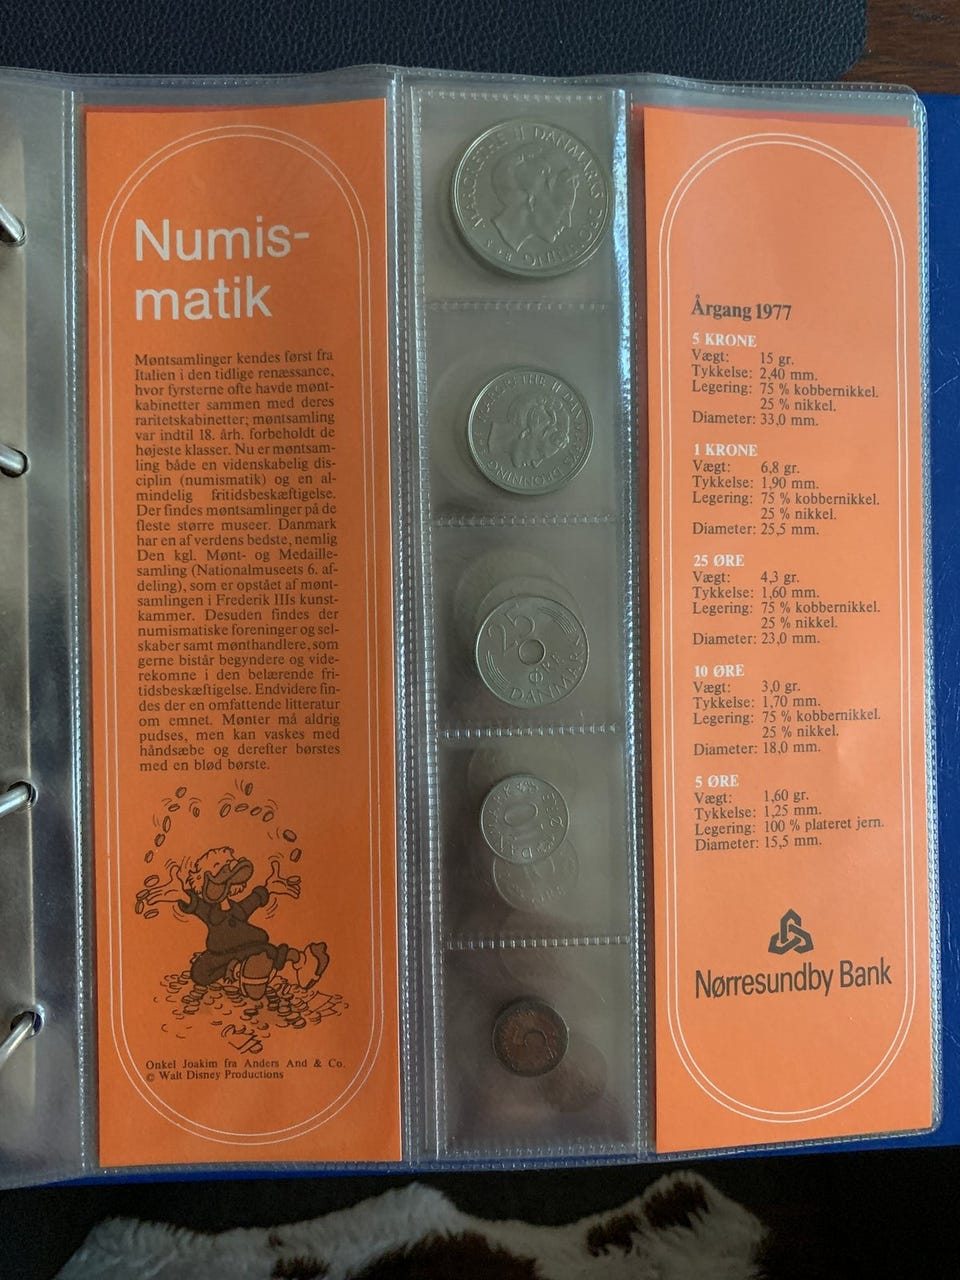 Numis-
matik
Møntsamlinger kendes først fra
Italien i den tidlige renæssance,
hvor fyrsterne ofte havde mønt-
kabinetter sammen med deres
raritetskabinetter; møntsamling
var indtil 18. årh. forbeholdt de
højeste klasser. Nu er møntsam-
ling både en videnskabelig dis-
ciplin (numismatik) og en al-
mindelig fritidsbeskæftigelse.
Der findes møntsamlinger på de
fleste større museer. Danmark
har en af verdens bedste, nemlig
Den kgl. Mønt- og Medaille-
samling (Nationalmuseets 6. af-
deling), som er opstået af mønt-
samlingen i Frederik IIIs kunst-
kammer. Desuden findes der
numismatiske foreninger og sel-
skaber samt mønthandlere, som
gerne bistår begyndere og vide-
rekomne i den belærende fri-
tidsbeskæftigelse. Endvidere fin-
des der en omfattende litteratur
om emnet. Mønter må aldrig
pudses, men kan vaskes med
håndsæbe og derefter børstes
med en blød børste.
Onkel Joakim fra Anders And & Co.
© Walt Disney Productions
MARGRETHE II DANMARKS DRONNING
MARGRETHE II DANMARKS DRONNING
25
ØRE
DANMARK
10
5
Årgang 1977
5 KRONE
Vægt: 15 gr.
Tykkelse: 2,40 mm.
Legering: 75 % kobbernikkel.
25 % nikkel.
Diameter: 33,0 mm.
1 KRONE
Vægt: 6,8 gr.
Tykkelse: 1,90 mm.
Legering: 75 % kobbernikkel.
25 % nikkel.
Diameter: 25,5 mm.
25 ØRE
Vægt: 4,3 gr.
Tykkelse: 1,60 mm.
Legering: 75 % kobbernikkel.
25 % nikkel.
Diameter: 23,0 mm.
10 ØRE
Vægt: 3,0 gr.
Tykkelse: 1,70 mm.
Legering: 75 % kobbernikkel.
25 % nikkel.
Diameter: 18,0 mm.
5 ØRE
Vægt: 1,60 gr.
Tykkelse: 1,25 mm.
Legering: 100 % plateret jern.
Diameter: 15,5 mm.
Nørresundby Bank